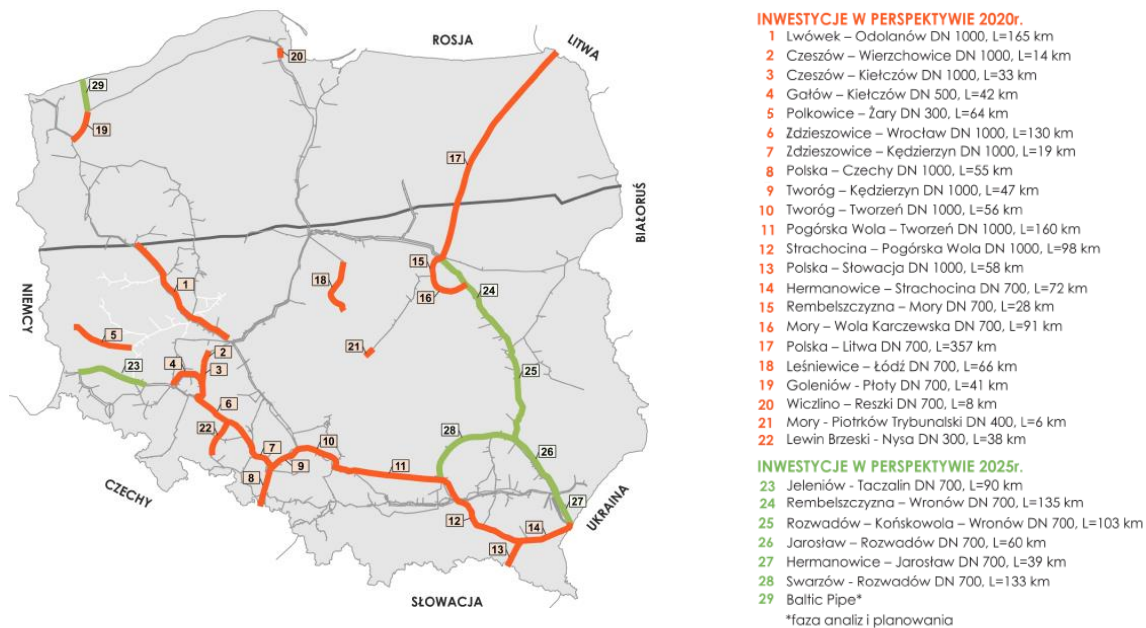 ROSJA
LITWA
BIAŁORUŚ
UKRAINA
SŁOWACJA
CZECHY
NIEMCY
20
29
19
17
15
16
24
18
1
21
5
23
2
4
3
25
6
22
28
7
10
9
8
11
26
12
27
14
13
INWESTYCJE W PERSPEKTYWIE 2020r.
1 Lwówek – Odolanów DN 1000, L=165 km
2 Czeszów – Wierzchowice DN 1000, L=14 km
3 Czeszów – Kiełczów DN 1000, L=33 km
4 Gałów – Kiełczów DN 500, L=42 km
5 Polkowice – Żary DN 300, L=64 km
6 Zdzieszowice – Wrocław DN 1000, L=130 km
7 Zdzieszowice – Kędzierzyn DN 1000, L=19 km
8 Polska – Czechy DN 1000, L=55 km
9 Tworóg – Kędzierzyn DN 1000, L=47 km
10 Tworóg – Tworzeń DN 1000, L=56 km
11 Pogórska Wola – Tworzeń DN 1000, L=160 km
12 Strachocina – Pogórska Wola DN 1000, L=98 km
13 Polska – Słowacja DN 1000, L=58 km
14 Hermanowice – Strachocina DN 700, L=72 km
15 Rembelszczyzna – Mory DN 700, L=28 km
16 Mory – Wola Karczewska DN 700, L=91 km
17 Polska – Litwa DN 700, L=357 km
18 Leśniewice – Łódź DN 700, L=66 km
19 Goleniów - Płoty DN 700, L=41 km
20 Wiczlino – Reszki DN 700, L=8 km
21 Mory - Piotrków Trybunalski DN 400, L=6 km
22 Lewin Brzeski - Nysa DN 300, L=38 km
INWESTYCJE W PERSPEKTYWIE 2025r.
23 Jeleniów - Taczalin DN 700, L=90 km
24 Rembelszczyzna – Wronów DN 700, L=135 km
25 Rozwadów – Końskowola – Wronów DN 700, L=103 km
26 Jarosław – Rozwadów DN 700, L=60 km
27 Hermanowice – Jarosław DN 700, L=39 km
28 Swarzów - Rozwadów DN 700, L=133 km
29 Baltic Pipe*
*faza analiz i planowania